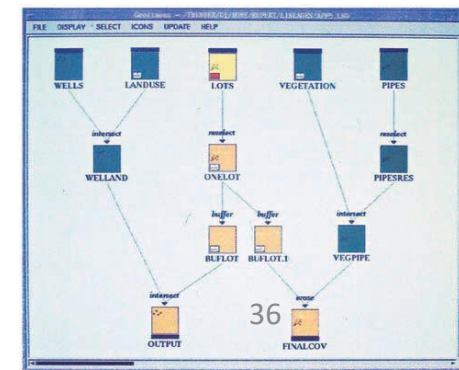 FILE DISPLAY SELECT ICONS UPDATE HELP
WELLS LANDUSE LOTS VEGETATION PIPES
intersect reselect reselect
WELLAND ONELOT PIPESRES
buffer buffer intersect
BUFLOT BUFLOT.1 VEGPIPE
intersect erase
36
OUTPUT FINALCOV